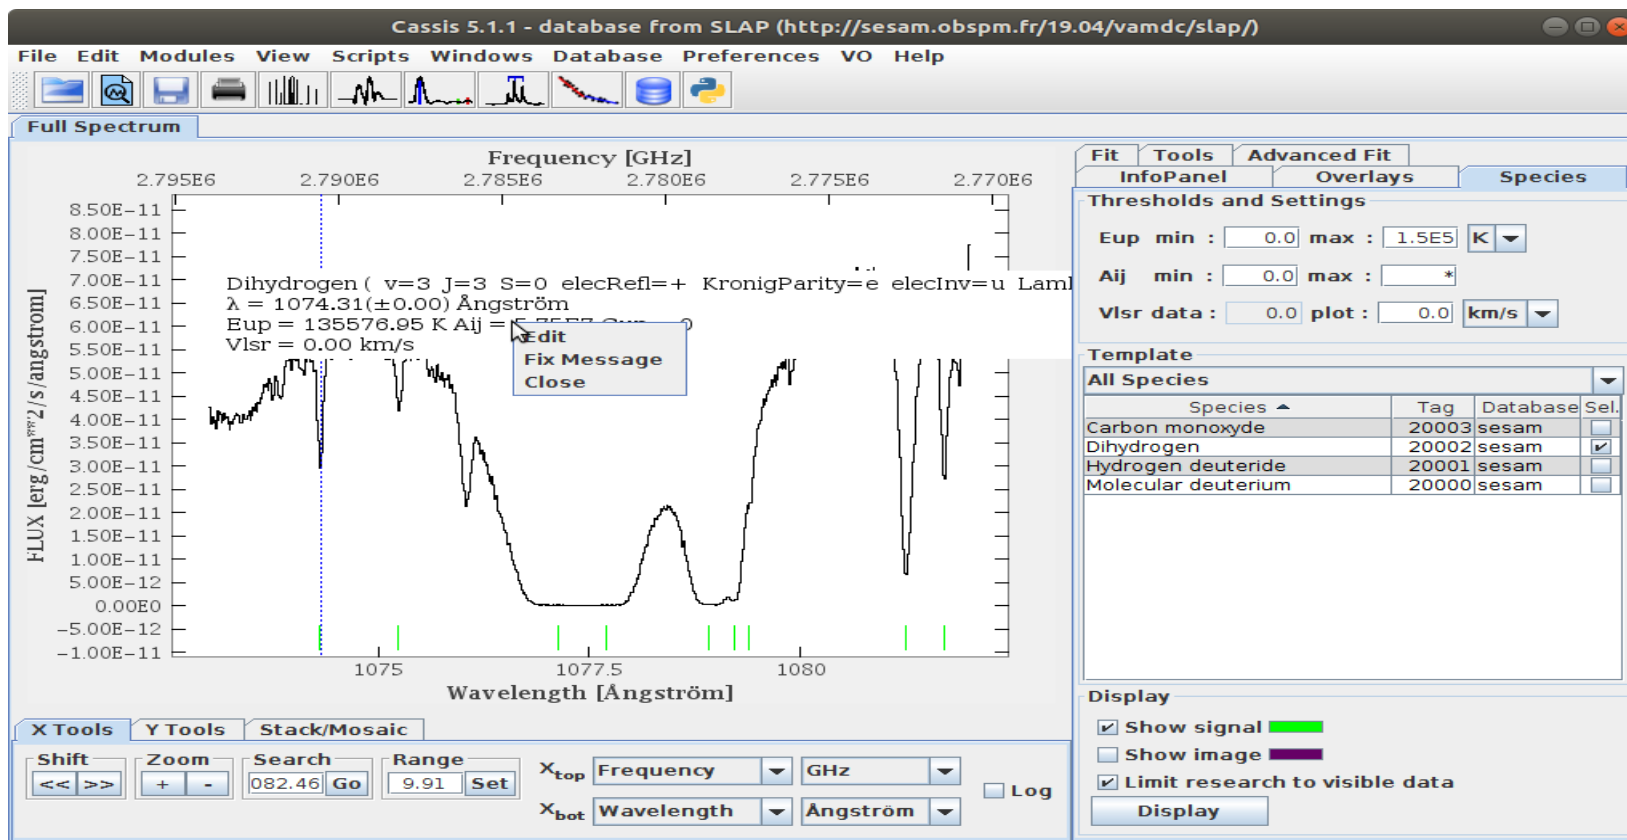 Cassis 5.1.1 - database from SLAP (http://sesam.obspm.fr/19.04/vamdc/slap/)
File Edit Modules View Scripts Windows Database Preferences VO Help
Full Spectrum
Frequency [GHz]
2.795E6 2.790E6 2.785E6 2.780E6 2.775E6 2.770E6
8.50E-11
8.00E-11
7.50E-11
7.00E-11
6.50E-11
6.00E-11
5.50E-11
5.00E-11
4.50E-11
4.00E-11
3.50E-11
3.00E-11
2.50E-11
2.00E-11
1.50E-11
1.00E-11
5.00E-12
0.00E0
-5.00E-12
-1.00E-11
FLUX [erg/cm**2/s/angstrom]
Dihydrogen ( v=3 J=3 S=0 elecRefl=+ KronigParity=e elecInv=u
λ = 1074.31(±0.00) Ångström
Eup = 135576.95 K Aij =
Vlsr = 0.00 km/s
Edit
Fix Message
Close
1075 1077.5 1080
Wavelength [Ångström]
X Tools Y Tools Stack/Mosaic
Shift Zoom Search Range
<< >> + - 082.46 Go 9.91 Set
Xtop Frequency GHz
Xbot Wavelength Ångström
Log
Fit Tools Advanced Fit
InfoPanel Overlays Species
Thresholds and Settings
Eup min : 0.0 max : 1.5E5 K
Aij min : 0.0 max : *
Vlsr data : 0.0 plot : 0.0 km/s
Template
All Species
Species Tag Database Sel.
Carbon monoxyde 20003 sesam
Dihydrogen 20002 sesam
Hydrogen deuteride 20001 sesam
Molecular deuterium 20000 sesam
Display
Show signal
Show image
Limit research to visible data
Display